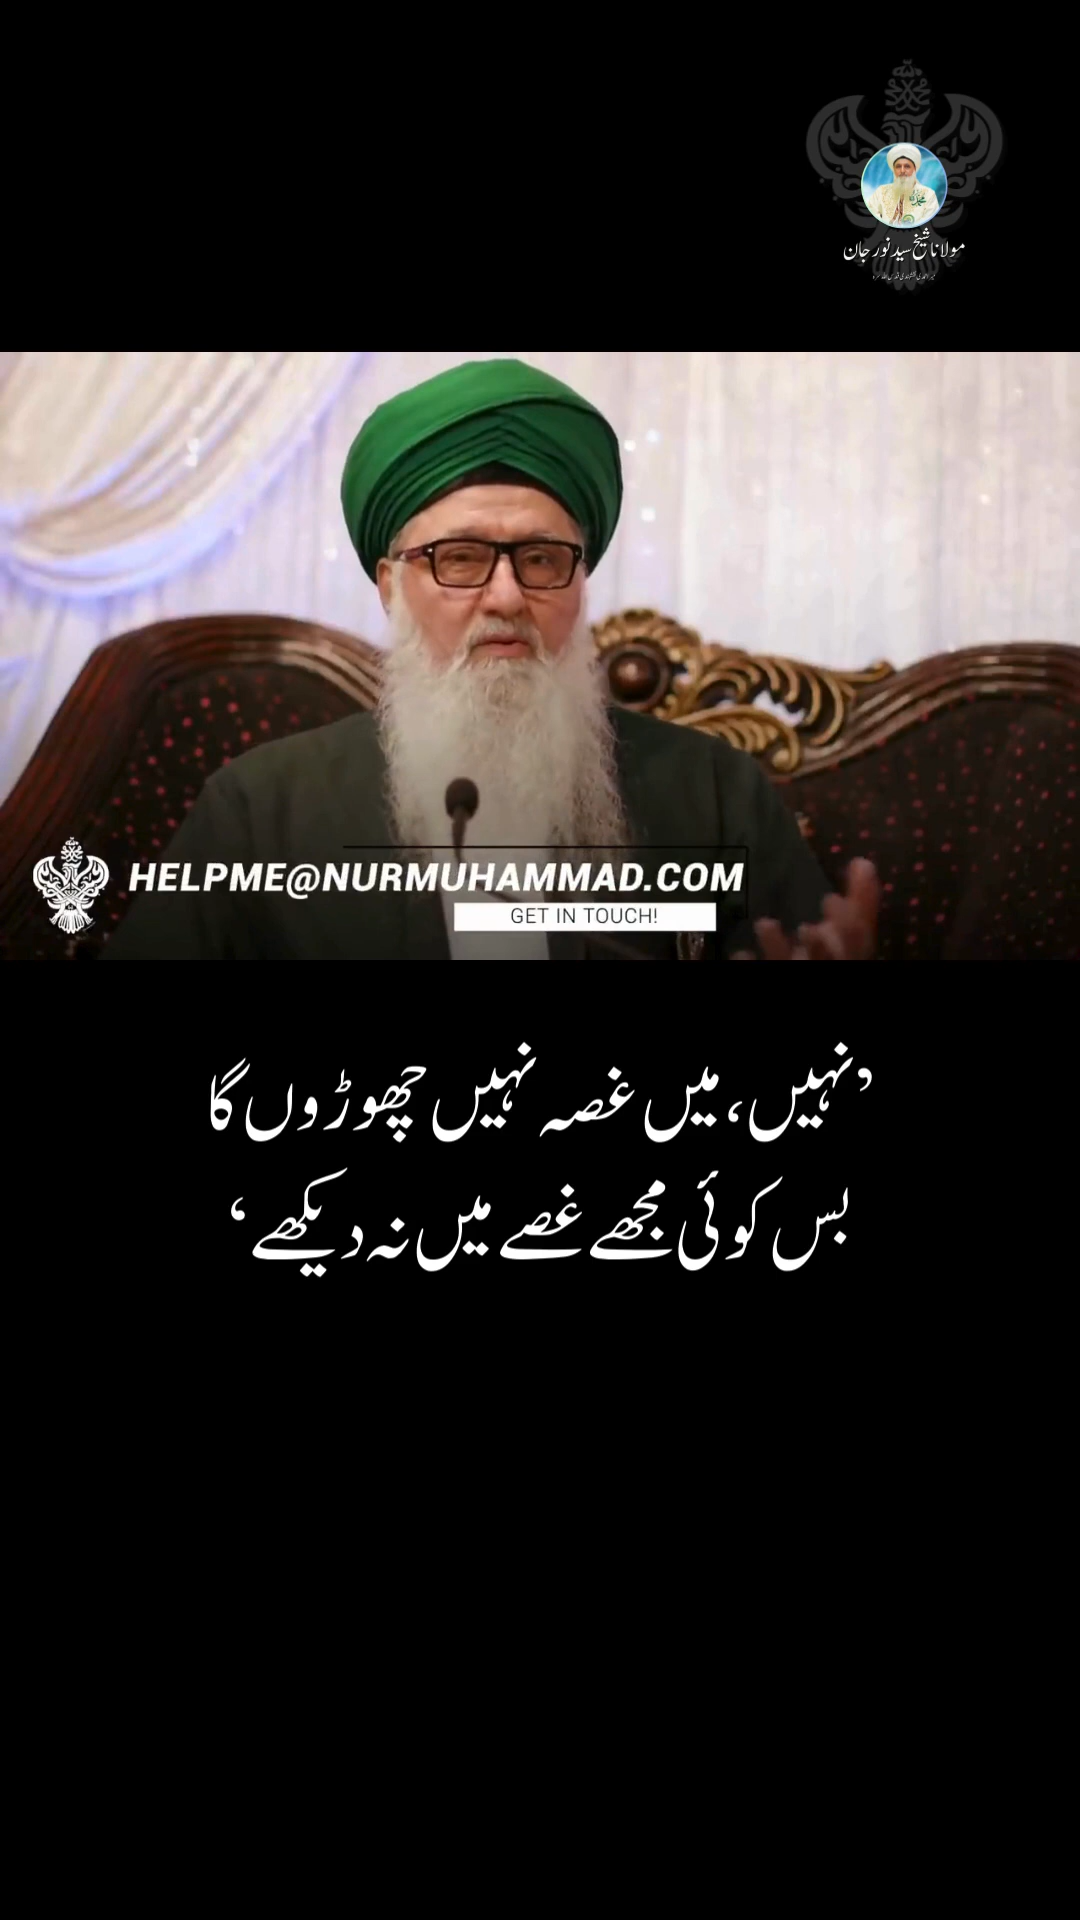 مولانا شیخ سید نور جان
HELPME@NURMUHAMMAD.COM
GET IN TOUCH!
’نہیں، میں غصہ نہیں چھوڑوں گا
بس کوئی مجھے غصے میں نہ دیکھے‘